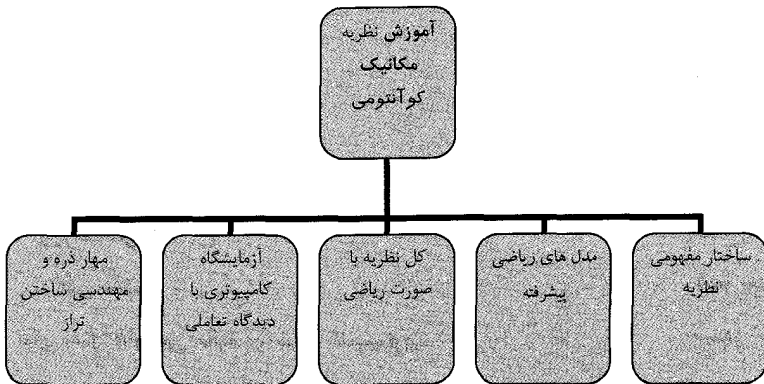 آموزش نظریه
مکانیک
کوآنتومی
ساختار مفهومی
نظریه
مدل های ریاضی
پیشرفته
کل نظریه با
صورت ریاضی
آزمایشگاه
کامپیوتری با
دیدگاه تعاملی
مهار ذره و
مهندسی ساختن
تراز